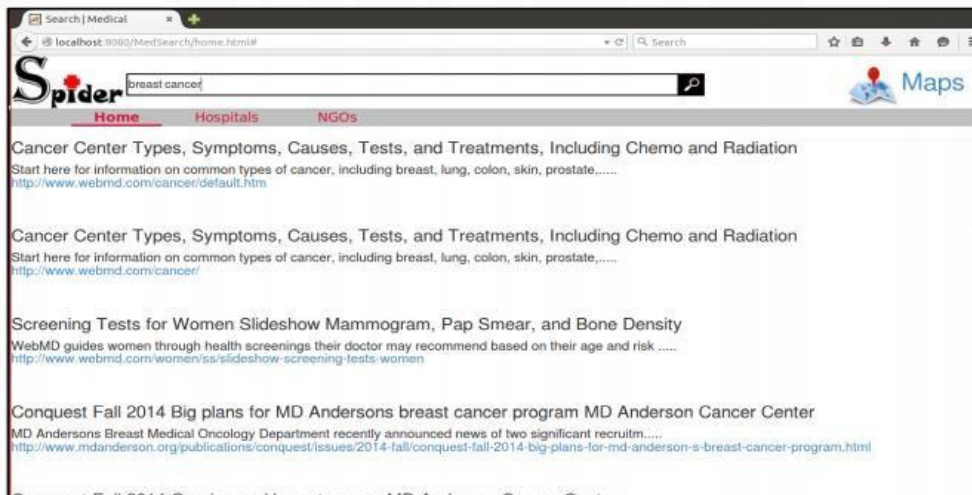 Search | Medical
localhost:8080/MedSearch/home.html#
Search
Spider
breast cancer
Maps
Home Hospitals NGOs
Cancer Center Types, Symptoms, Causes, Tests, and Treatments, Including Chemo and Radiation
Start here for information on common types of cancer, including breast, lung, colon, skin, prostate,.....
http://www.webmd.com/cancer/default.htm
Cancer Center Types, Symptoms, Causes, Tests, and Treatments, Including Chemo and Radiation
Start here for information on common types of cancer, including breast, lung, colon, skin, prostate,.....
http://www.webmd.com/cancer/
Screening Tests for Women Slideshow Mammogram, Pap Smear, and Bone Density
WebMD guides women through health screenings their doctor may recommend based on their age and risk .....
http://www.webmd.com/women/ss/slideshow-screening-tests-women
Conquest Fall 2014 Big plans for MD Andersons breast cancer program MD Anderson Cancer Center
MD Andersons Breast Medical Oncology Department recently announced news of two significant recruitm.....
http://www.mdanderson.org/publications/conquest/issues/2014-fall/conquest-fall-2014-big-plans-for-md-anderson-s-breast-cancer-program.html